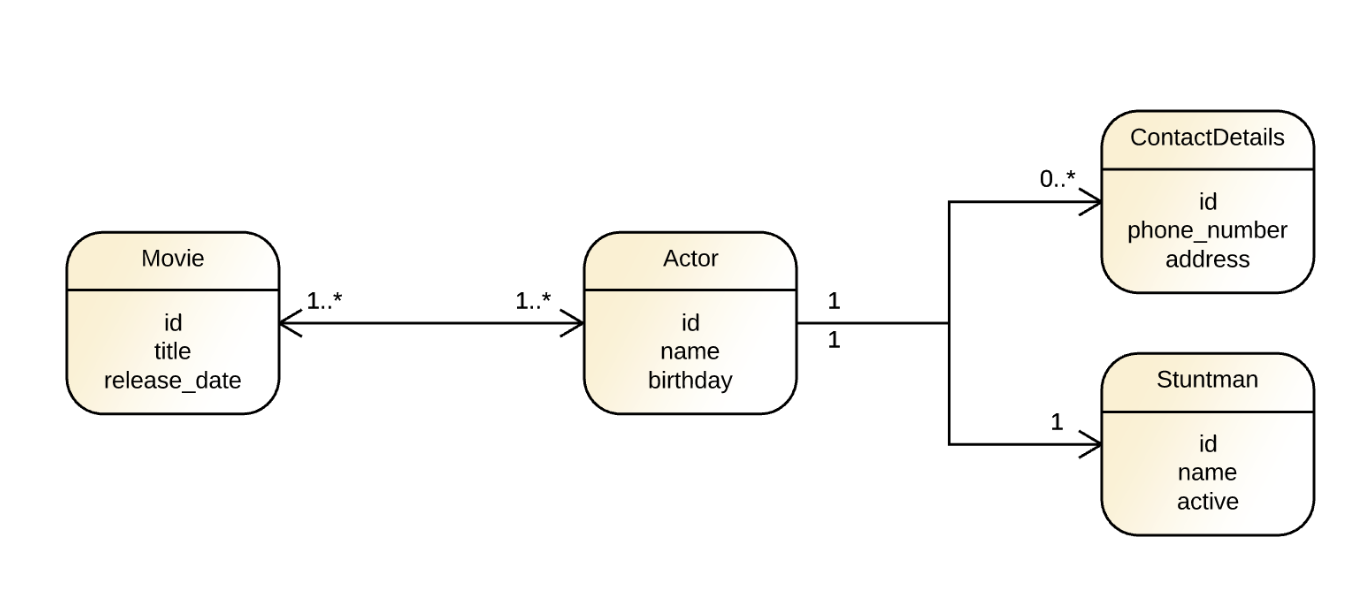 Movie
id
title
release_date
1..*
1..*
Actor
id
name
birthday
1
1
0..*
ContactDetails
id
phone_number
address
1
Stuntman
id
name
active